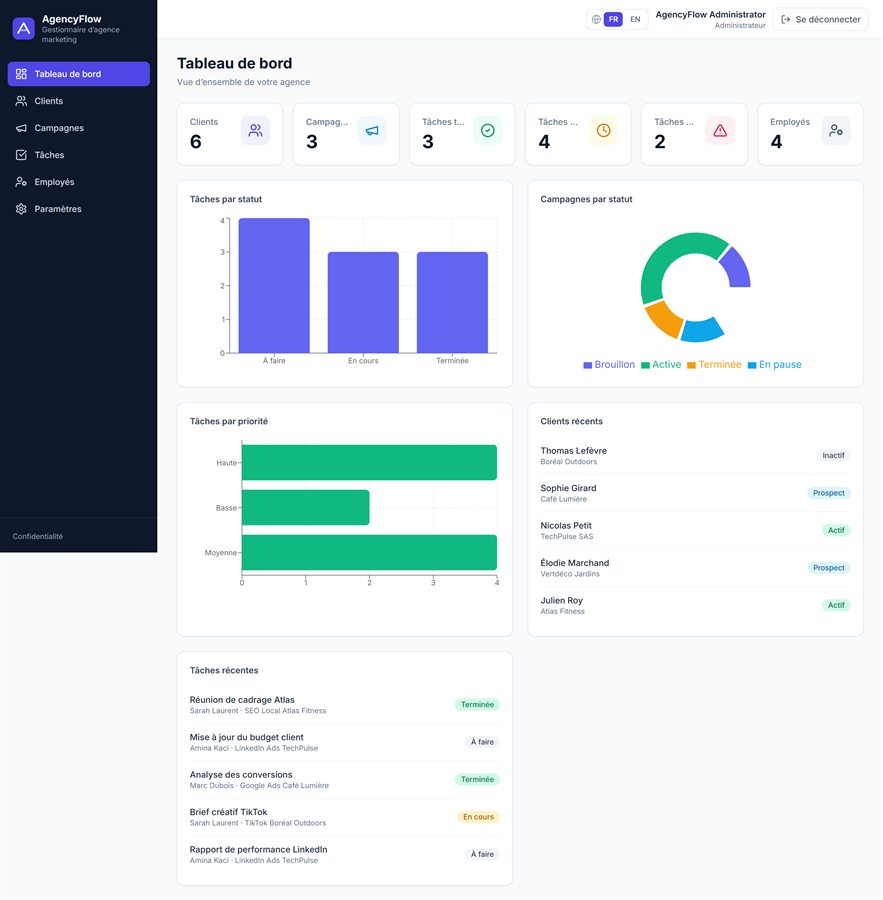 AgencyFlow
Gestionnaire d'agence
marketing
FR
EN
AgencyFlow Administrator
Administrateur
Se déconnecter
Tableau de bord
Clients
Campagnes
Tâches
Employés
Paramètres
Confidentialité
Tableau de bord
Vue d'ensemble de votre agence
Clients
6
Campag...
3
Tâches t...
3
Tâches ...
4
Tâches ...
2
Employés
4
Tâches par statut
4
3
2
1
0
À faire
En cours
Terminée
Campagnes par statut
Brouillon
Active
Terminée
En pause
Tâches par priorité
Haute
Basse
Moyenne
0
1
2
3
4
Clients récents
Thomas Lefèvre
Boréal Outdoors
Inactif
Sophie Girard
Café Lumière
Prospect
Nicolas Petit
TechPulse SAS
Actif
Élodie Marchand
Vertdéco Jardins
Prospect
Julien Roy
Atlas Fitness
Actif
Tâches récentes
Réunion de cadrage Atlas
Sarah Laurent · SEO Local Atlas Fitness
Terminée
Mise à jour du budget client
Amina Kaci · LinkedIn Ads TechPulse
À faire
Analyse des conversions
Marc Dubois · Google Ads Café Lumière
Terminée
Brief créatif TikTok
Sarah Laurent · TikTok Boréal Outdoors
En cours
Rapport de performance LinkedIn
Amina Kaci · LinkedIn Ads TechPulse
À faire